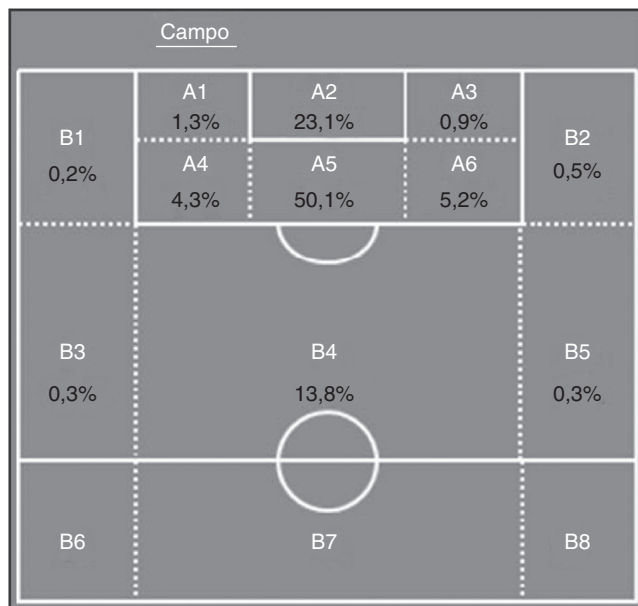 Campo
A1 A2 A3
1,3% 23,1% 0,9%
B1 B2
0,2% 0,5%
A4 A5 A6
4,3% 50,1% 5,2%
B3 B4 B5
0,3% 13,8% 0,3%
B6 B7 B8